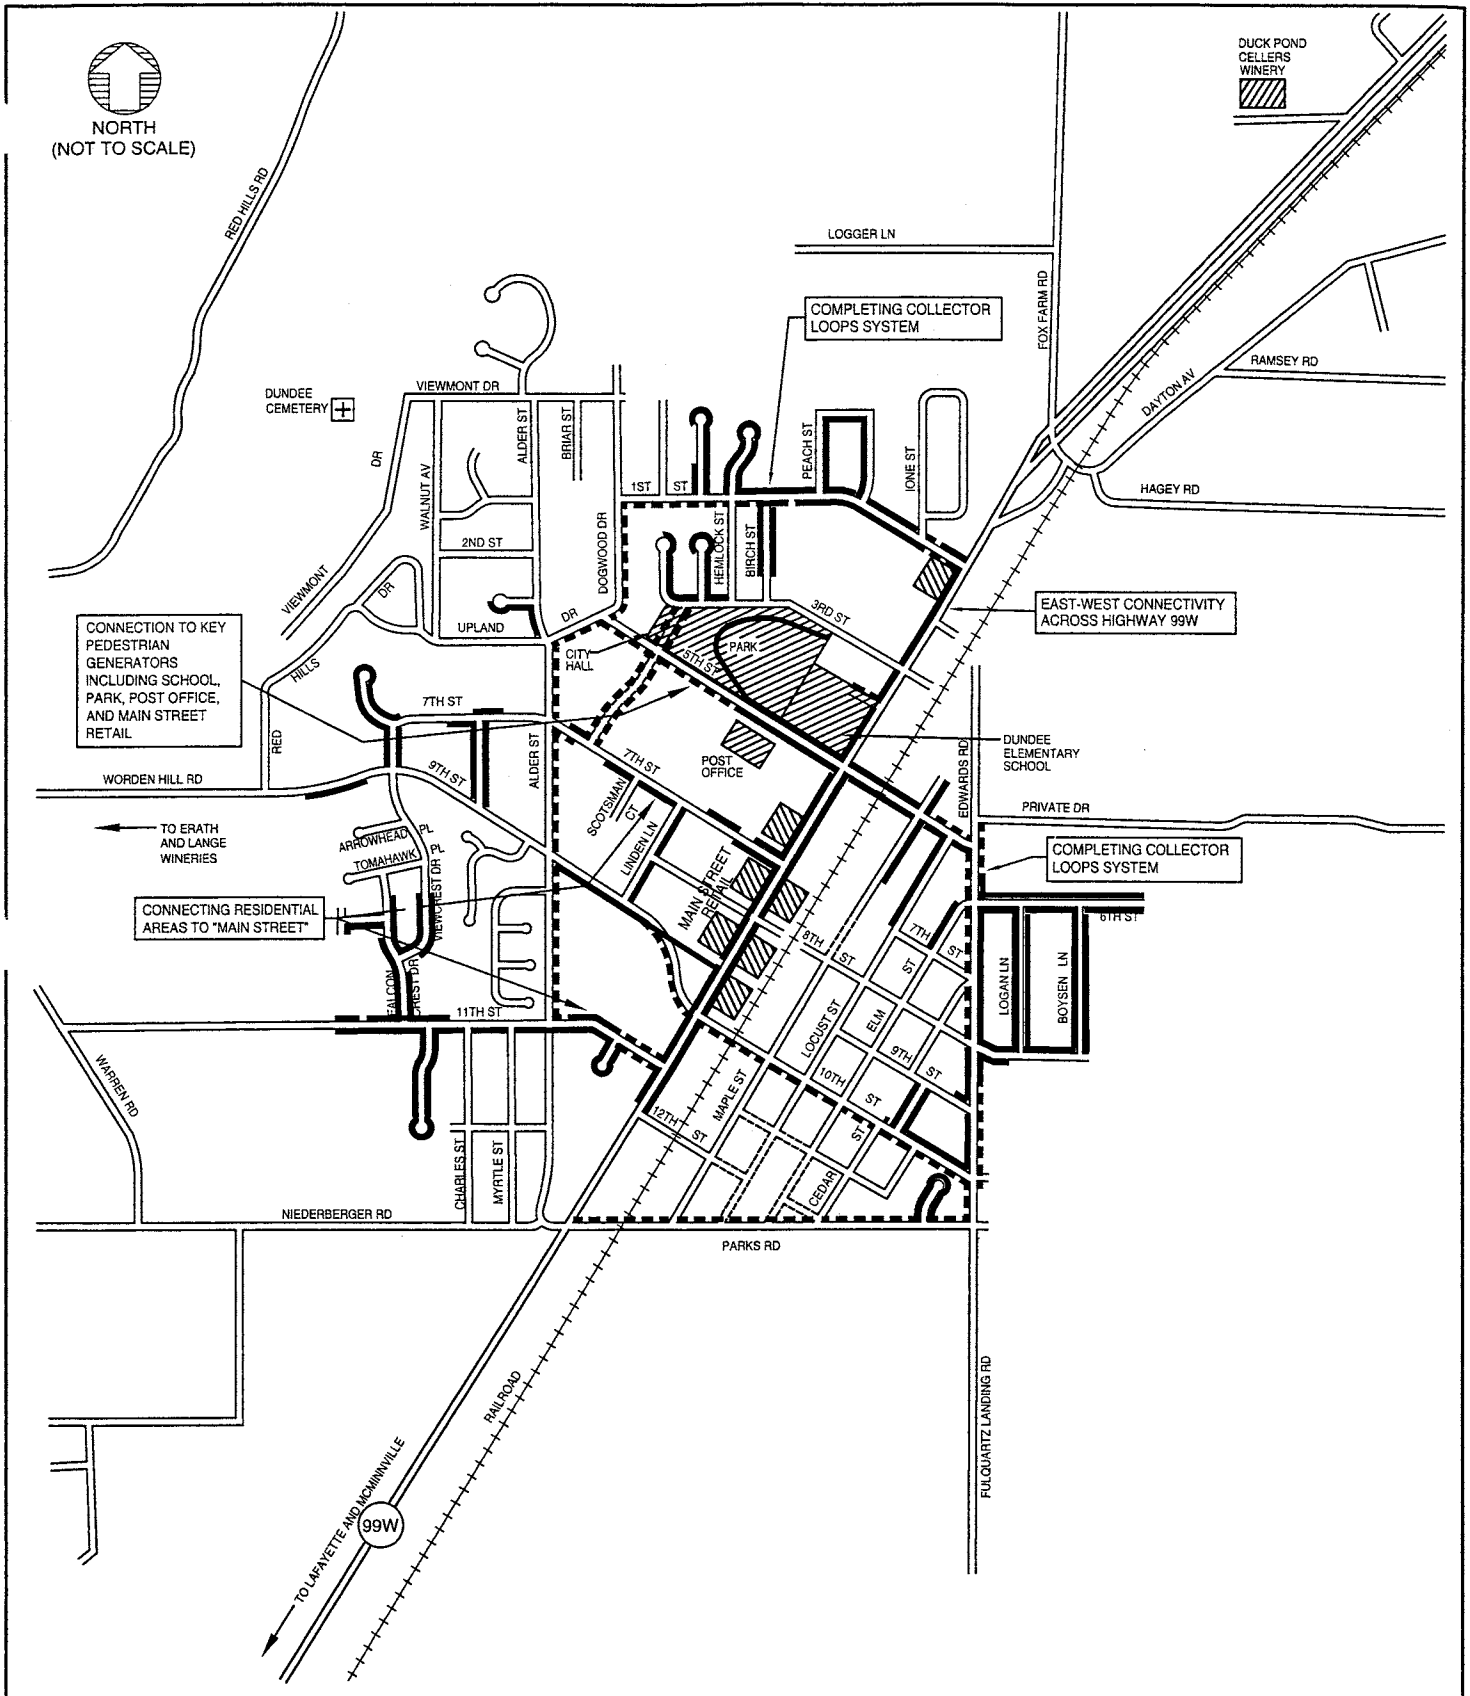 NORTH
(NOT TO SCALE)
DUCK POND
CELLERS
WINERY
RED HILLS RD
LOGGER LN
FOX FARM RD
COMPLETING COLLECTOR
LOOPS SYSTEM
RAMSEY RD
DAYTON AV
HAGEY RD
DUNDEE
CEMETERY
VIEWMONT DR
ALDER ST
BRIAR ST
WALNUT AV
DR
VIEWMONT
1ST ST
PEACH ST
IONE ST
2ND ST
DOGWOOD DR
HEMLOCK ST
BIRCH ST
3RD ST
EAST-WEST CONNECTIVITY
ACROSS HIGHWAY 99W
CONNECTION TO KEY
PEDESTRIAN
GENERATORS
INCLUDING SCHOOL,
PARK, POST OFFICE,
AND MAIN STREET
RETAIL
UPLAND
DR
CITY
HALL
PARK
5TH ST
RED
HILLS
DR
7TH ST
ALDER ST
9TH ST
WORDEN HILL RD
POST
OFFICE
DUNDEE
ELEMENTARY
SCHOOL
EDWARDS RD
PRIVATE DR
TO ERATH
AND LANGE
WINERIES
ARROWHEAD PL
TOMAHAWK PL
7TH ST
SCOTSMAN
CT
LINDEN LN
MAIN STREET
RETAIL
COMPLETING COLLECTOR
LOOPS SYSTEM
CONNECTING RESIDENTIAL
AREAS TO "MAIN STREET"
VIEWCREST DR
FALCON
CREST DR
6TH ST
7TH ST
8TH ST
LOGAN LN
BOYSEN LN
11TH ST
LOCUST ST
ELM ST
9TH ST
10TH ST
MAPLE ST
12TH ST
CEDAR ST
WARREN RD
CHARLES ST
MYRTLE ST
NIEDERBERGER RD
PARKS RD
FULQUARTZ LANDING RD
RAILROAD
99W
TO LAFAYETTE AND MCMINNVILLE